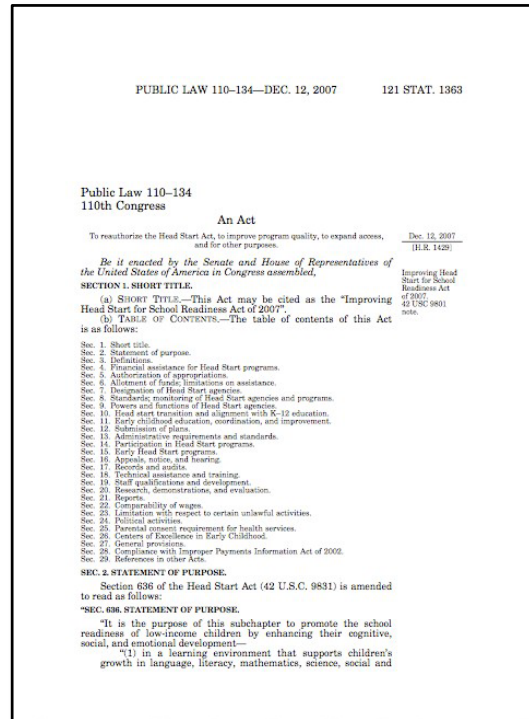 PUBLIC LAW 110–134—DEC. 12, 2007 121 STAT. 1363
Public Law 110–134
110th Congress
An Act
To reauthorize the Head Start Act, to improve program quality, to expand access,
and for other purposes.
Dec. 12, 2007
[H.R. 1429]
Be it enacted by the Senate and House of Representatives of
the United States of America in Congress assembled,
Improving Head
Start for School
Readiness Act
of 2007.
42 USC 9801
note.
SECTION 1. SHORT TITLE.
(a) SHORT TITLE.—This Act may be cited as the “Improving
Head Start for School Readiness Act of 2007”.
(b) TABLE OF CONTENTS.—The table of contents of this Act
is as follows:
Sec. 1. Short title.
Sec. 2. Statement of purpose.
Sec. 3. Definitions.
Sec. 4. Financial assistance for Head Start programs.
Sec. 5. Authorization of appropriations.
Sec. 6. Allotment of funds; limitations on assistance.
Sec. 7. Designation of Head Start agencies.
Sec. 8. Standards; monitoring of Head Start agencies and programs.
Sec. 9. Powers and functions of Head Start agencies.
Sec. 10. Head start transition and alignment with K–12 education.
Sec. 11. Early childhood education, coordination, and improvement.
Sec. 12. Submission of plans.
Sec. 13. Administrative requirements and standards.
Sec. 14. Participation in Head Start programs.
Sec. 15. Early Head Start programs.
Sec. 16. Appeals, notice, and hearing.
Sec. 17. Records and audits.
Sec. 18. Technical assistance and training.
Sec. 19. Staff qualifications and development.
Sec. 20. Research, demonstrations, and evaluation.
Sec. 21. Reports.
Sec. 22. Comparability of wages.
Sec. 23. Limitation with respect to certain unlawful activities.
Sec. 24. Political activities.
Sec. 25. Parental consent requirement for health services.
Sec. 26. Centers of Excellence in Early Childhood.
Sec. 27. General provisions.
Sec. 28. Compliance with Improper Payments Information Act of 2002.
Sec. 29. References in other Acts.
SEC. 2. STATEMENT OF PURPOSE.
Section 636 of the Head Start Act (42 U.S.C. 9831) is amended
to read as follows:
“SEC. 636. STATEMENT OF PURPOSE.
“It is the purpose of this subchapter to promote the school
readiness of low-income children by enhancing their cognitive,
social, and emotional development—
“(1) in a learning environment that supports children’s
growth in language, literacy, mathematics, science, social and